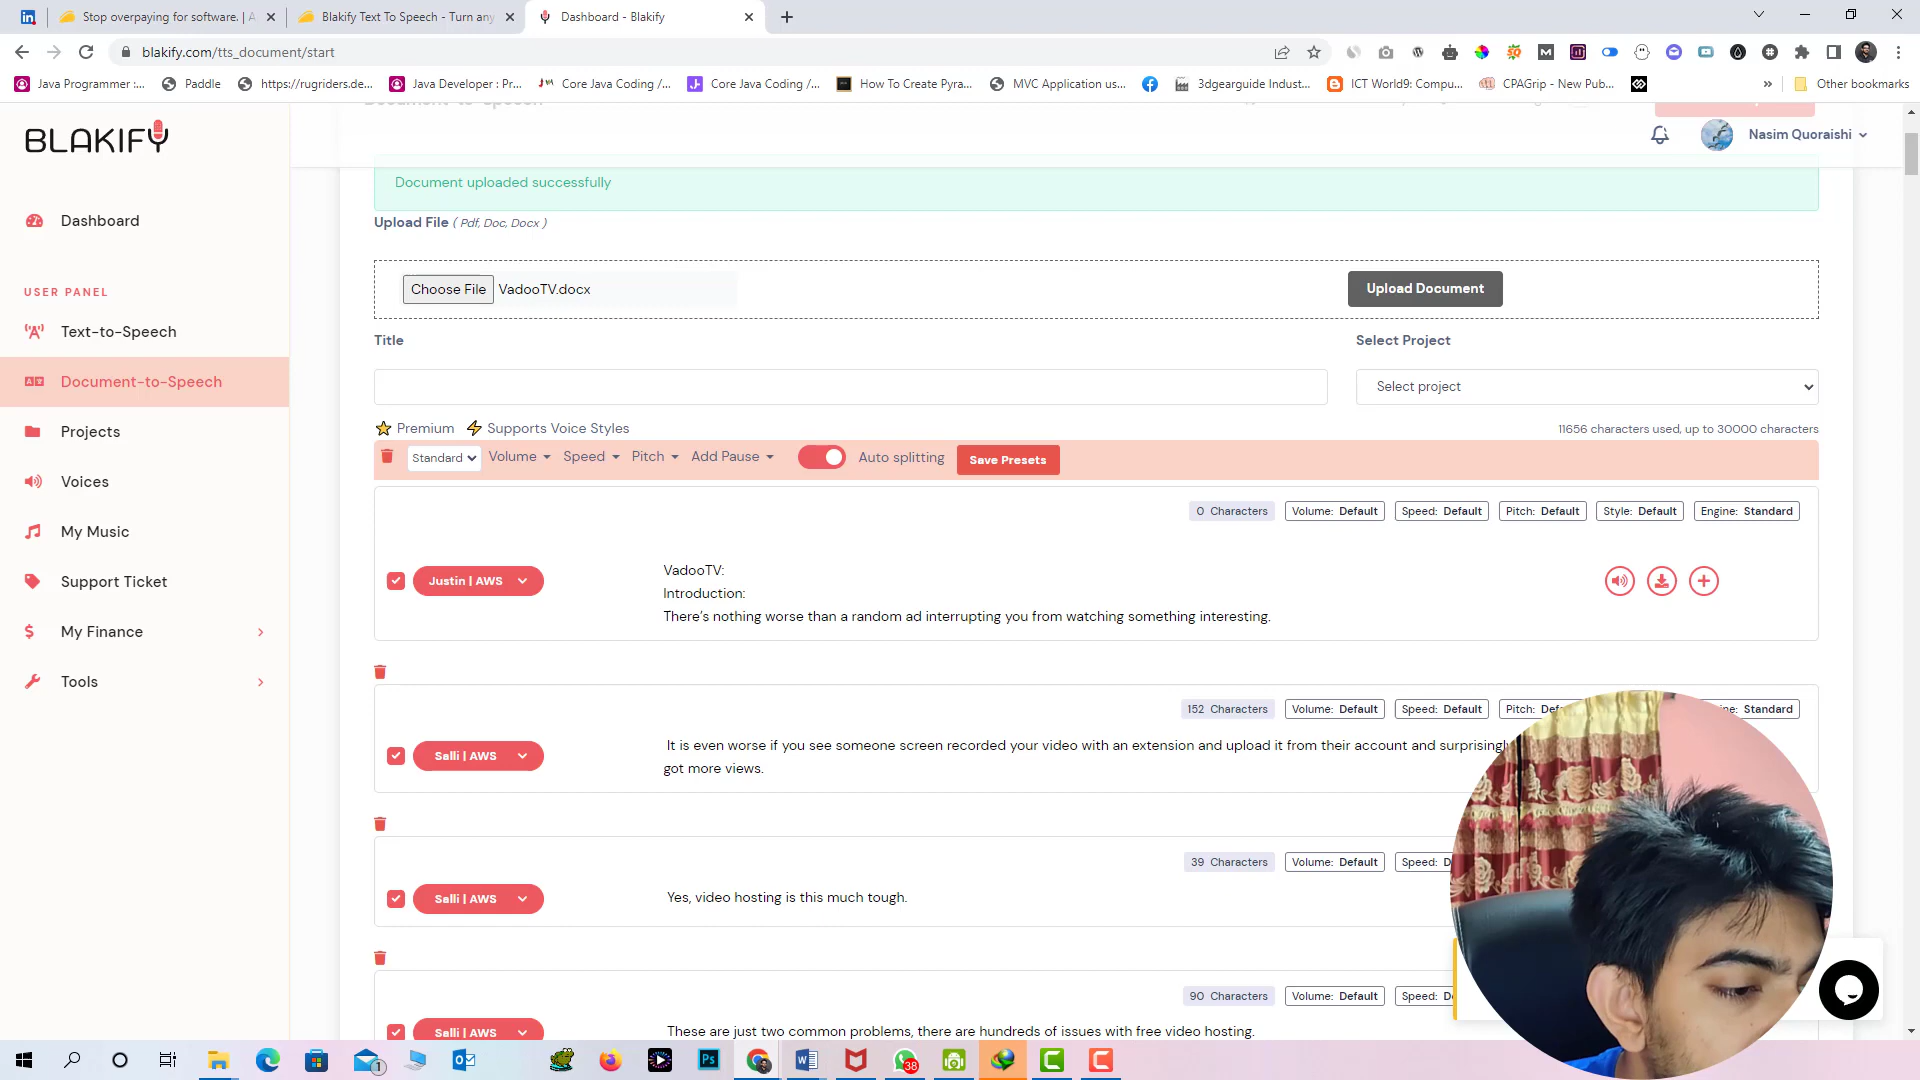 Stop overpaying for software. | A
Blakify Text To Speech - Turn any
Dashboard - Blakify
blakify.com/tts_document/start
Java Programmer :...
Paddle
https://rugriders.de...
Java Developer : Pr...
Core Java Coding /...
Core Java Coding /...
How To Create Pyra...
MVC Application us...
3dgearguide Indust...
ICT World9: Compu...
CPAGrip - New Pub...
Other bookmarks
BLAKIFY
Nasim Quoraishi
Dashboard
USER PANEL
Text-to-Speech
Document-to-Speech
Projects
Voices
My Music
Support Ticket
My Finance
Tools
Document uploaded successfully
Upload File ( Pdf, Doc, Docx )
Choose File VadooTV.docx
Upload Document
Title
Select Project
Select project
Premium Supports Voice Styles
11656 characters used, up to 30000 characters
Standard Volume Speed Pitch Add Pause Auto splitting Save Presets
0 Characters Volume: Default Speed: Default Pitch: Default Style: Default Engine: Standard
Justin | AWS
VadooTV:
Introduction:
There's nothing worse than a random ad interrupting you from watching something interesting.
152 Characters Volume: Default Speed: Default Pitch: Standard
Salli | AWS
It is even worse if you see someone screen recorded your video with an extension and upload it from their account and surprisingly
got more views.
39 Characters Volume: Default Speed:
Salli | AWS
Yes, video hosting is this much tough.
90 Characters Volume: Default Speed:
Salli | AWS
These are just two common problems, there are hundreds of issues with free video hosting.
1
38
Ps